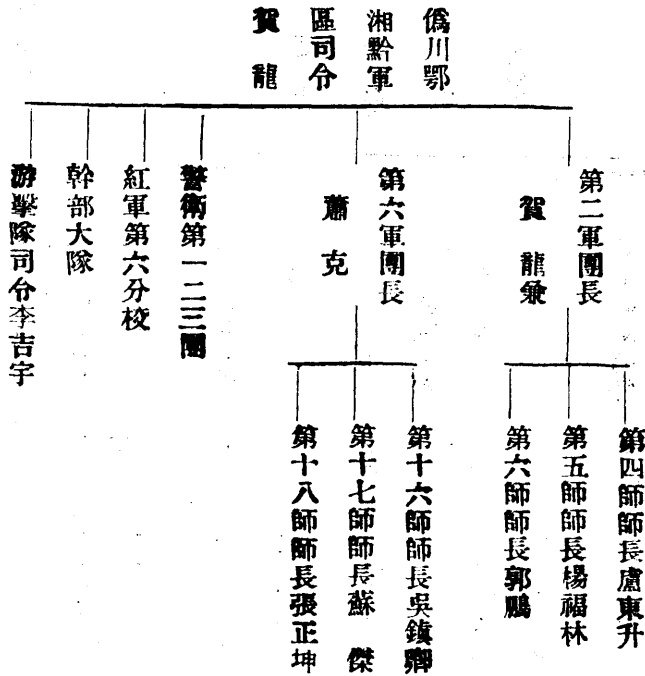 僞川鄂
湘黔軍
區司令
賀龍
第二軍團長
賀龍兼
第四師師長盧東升
第五師師長楊福林
第六師師長郭鵬
第六軍團長
蕭克
第十六師師長吳鎮
第十七師師長蘇傑
第十八師師長張正坤
警衛第一二三團
紅軍第六分校
幹部大隊
游擊隊司令李吉宇